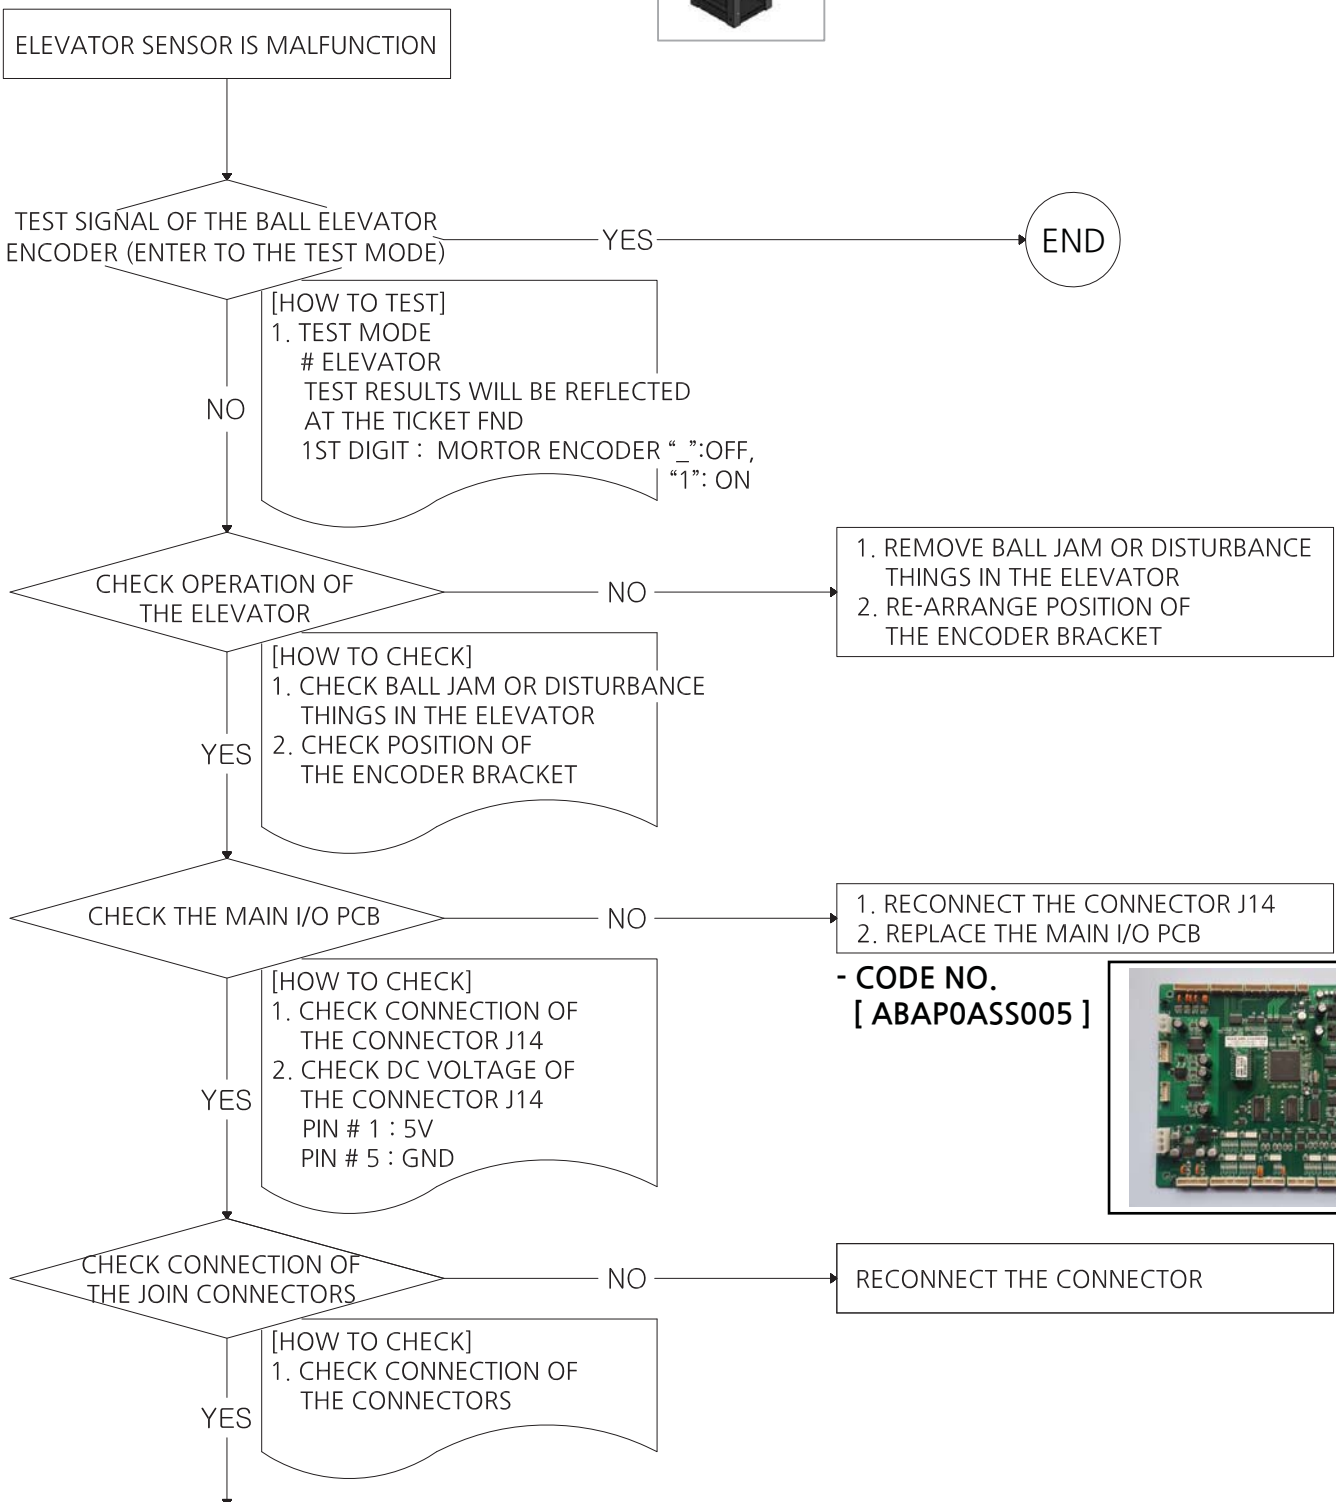 ELEVATOR SENSOR IS MALFUNCTION
TEST SIGNAL OF THE BALL ELEVATOR
ENCODER (ENTER TO THE TEST MODE)
YES
END
[HOW TO TEST]
1. TEST MODE
# ELEVATOR
TEST RESULTS WILL BE REFLECTED
AT THE TICKET FND
1ST DIGIT : MORTOR ENCODER “_”:OFF,
“1”: ON
NO
CHECK OPERATION OF
THE ELEVATOR
NO
1. REMOVE BALL JAM OR DISTURBANCE
THINGS IN THE ELEVATOR
2. RE-ARRANGE POSITION OF
THE ENCODER BRACKET
[HOW TO CHECK]
1. CHECK BALL JAM OR DISTURBANCE
THINGS IN THE ELEVATOR
2. CHECK POSITION OF
THE ENCODER BRACKET
YES
CHECK THE MAIN I/O PCB
NO
1. RECONNECT THE CONNECTOR J14
2. REPLACE THE MAIN I/O PCB
- CODE NO.
[ ABAP0ASS005 ]
[HOW TO CHECK]
1. CHECK CONNECTION OF
THE CONNECTOR J14
2. CHECK DC VOLTAGE OF
THE CONNECTOR J14
PIN # 1 : 5V
PIN # 5 : GND
YES
CHECK CONNECTION OF
THE JOIN CONNECTORS
NO
RECONNECT THE CONNECTOR
[HOW TO CHECK]
1. CHECK CONNECTION OF
THE CONNECTORS
YES